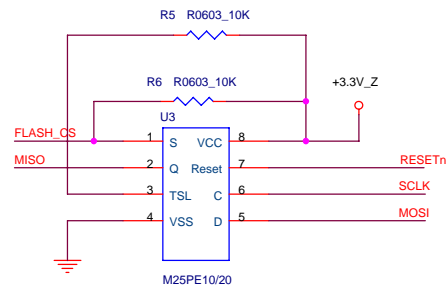 R5 R0603_10K
R6 R0603_10K
+3.3V_Z
U3
FLASH_CS 1 S VCC 8
MISO 2 Q Reset 7 RESETn
3 TSL C 6 SCLK
4 VSS D 5 MOSI
M25PE10/20